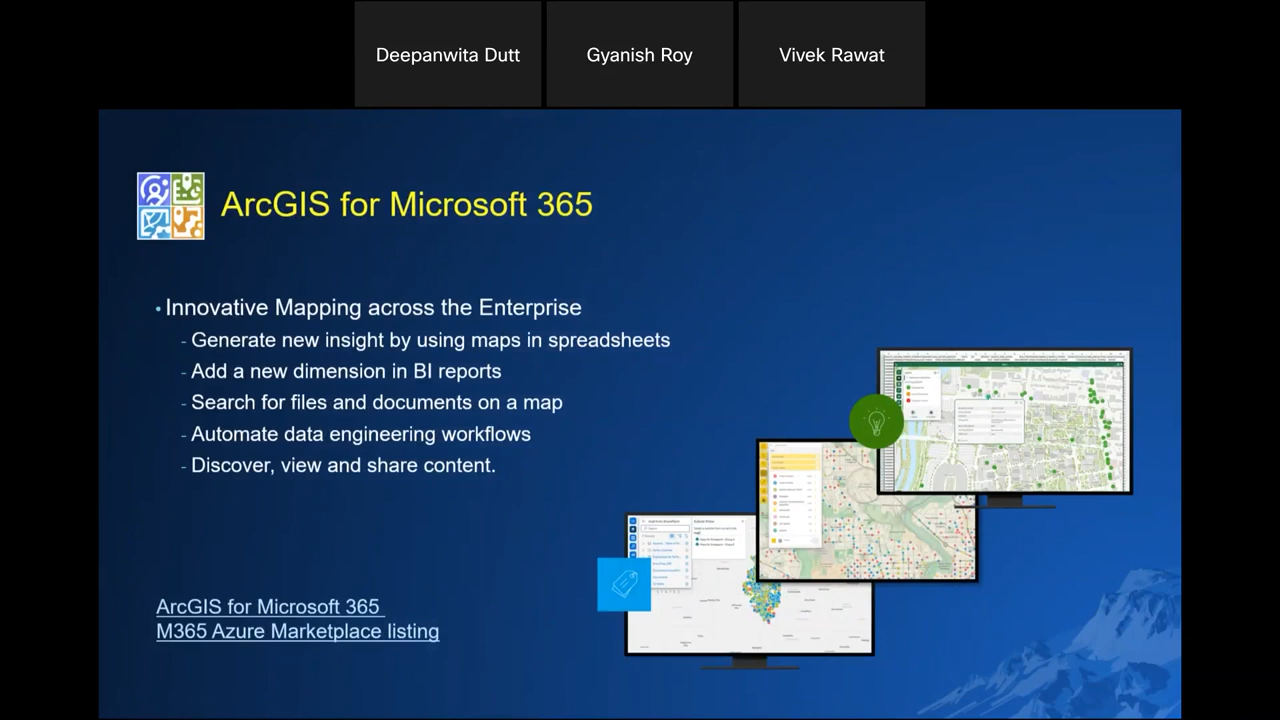 Deepanwita Dutt
Gyanish Roy
Vivek Rawat
ArcGIS for Microsoft 365
• Innovative Mapping across the Enterprise
- Generate new insight by using maps in spreadsheets
- Add a new dimension in BI reports
- Search for files and documents on a map
- Automate data engineering workflows
- Discover, view and share content.
ArcGIS for Microsoft 365
M365 Azure Marketplace listing